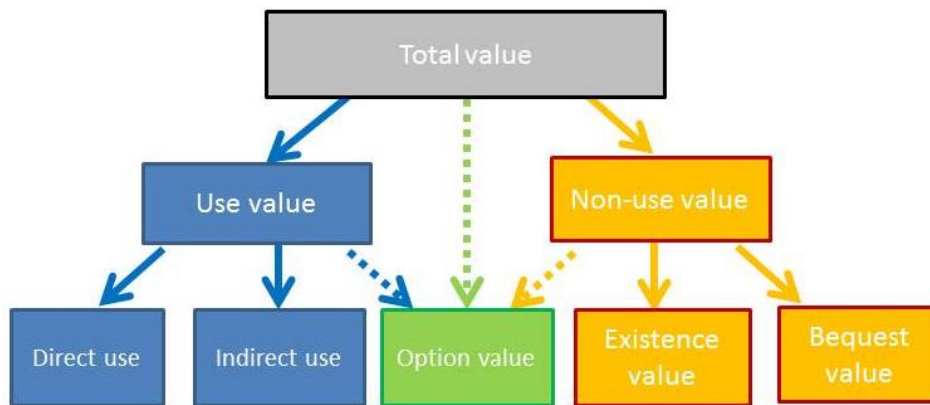 Total value
Use value
Non-use value
Direct use
Indirect use
Option value
Existence
value
Bequest
value